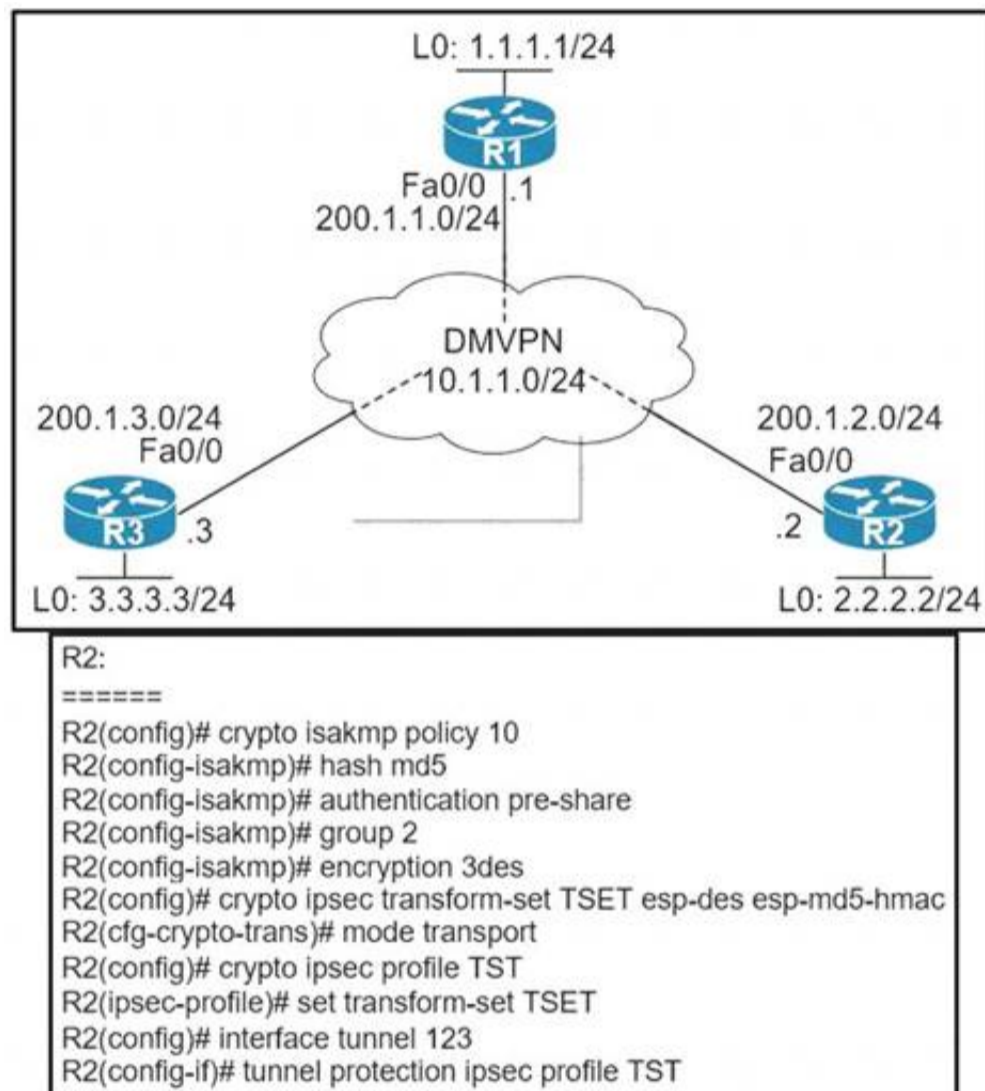 L0: 1.1.1.1/24
R1
Fa0/0 .1
200.1.1.0/24
DMVPN
10.1.1.0/24
200.1.3.0/24
Fa0/0
R3
.3
L0: 3.3.3.3/24
200.1.2.0/24
Fa0/0
.2
R2
L0: 2.2.2.2/24
R2:
======
R2(config)# crypto isakmp policy 10
R2(config-isakmp)# hash md5
R2(config-isakmp)# authentication pre-share
R2(config-isakmp)# group 2
R2(config-isakmp)# encryption 3des
R2(config)# crypto ipsec transform-set TSET esp-des esp-md5-hmac
R2(cfg-crypto-trans)# mode transport
R2(config)# crypto ipsec profile TST
R2(ipsec-profile)# set transform-set TSET
R2(config)# interface tunnel 123
R2(config-if)# tunnel protection ipsec profile TST